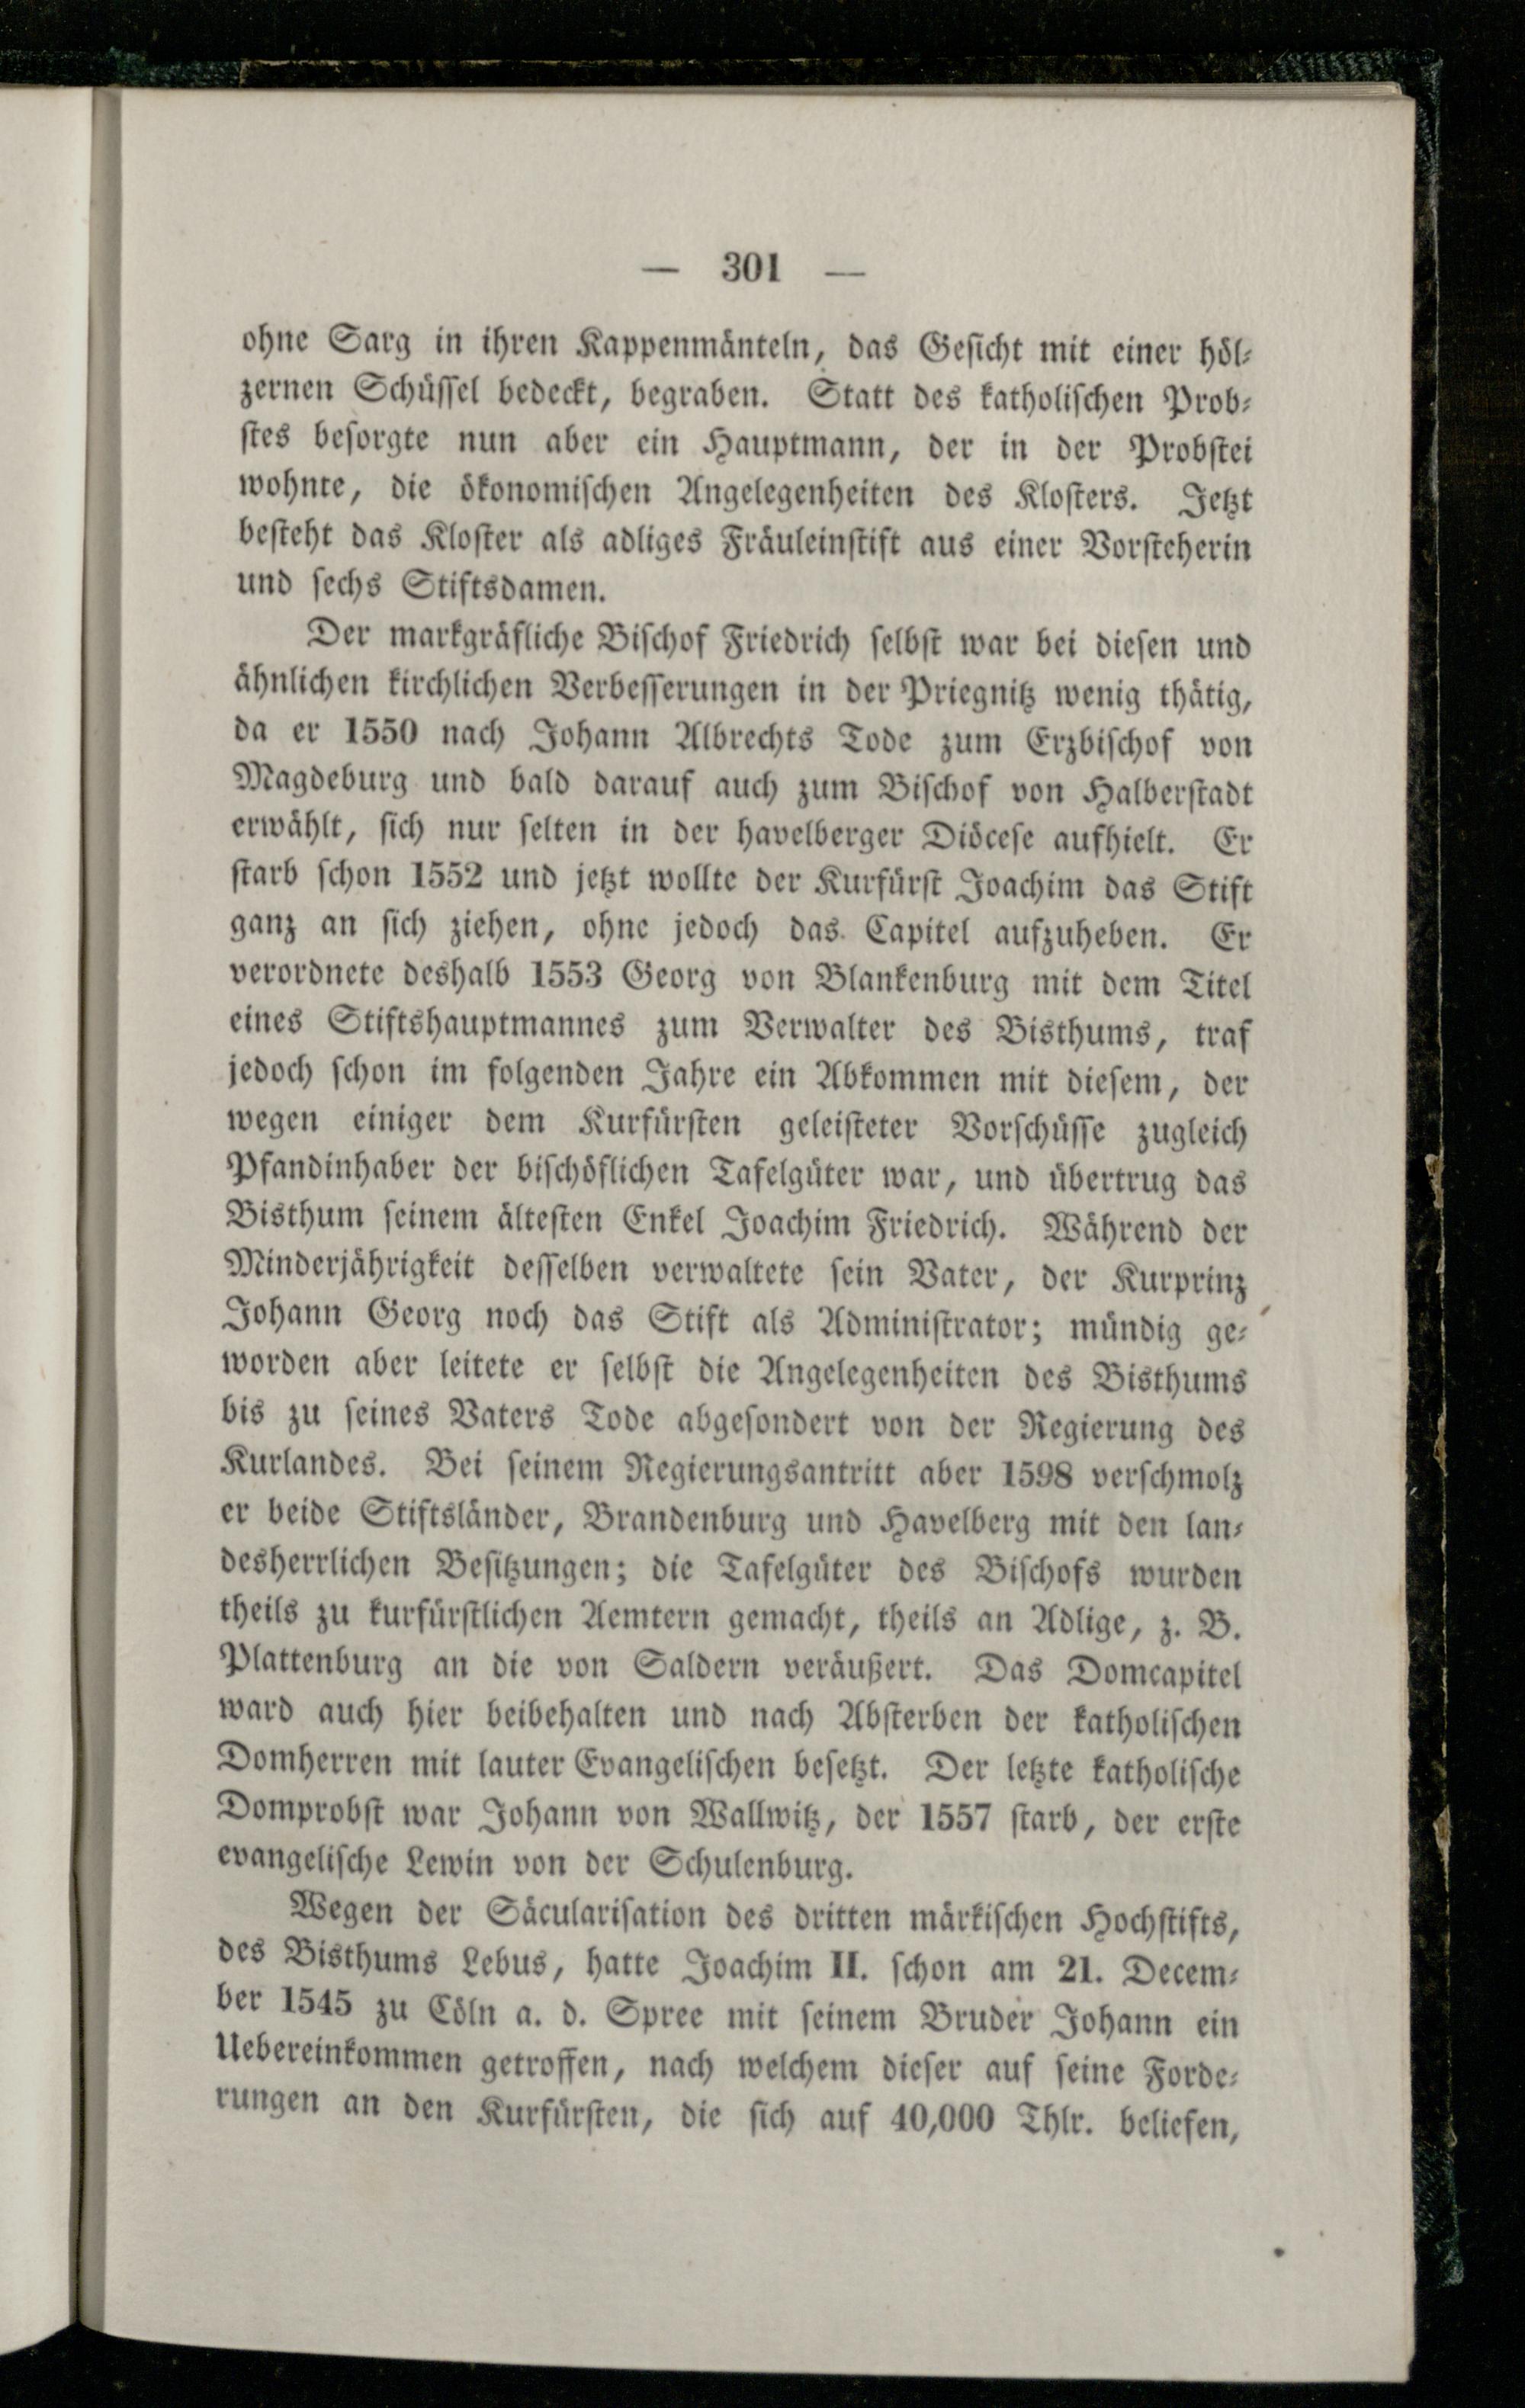 — 301 —
ohne Sarg in ihren Kappenmänteln, das Gesicht mit einer höl-
zernen Schüssel bedeckt, begraben. Statt des katholischen Prob-
stes besorgte nun aber ein Hauptmann, der in der Probstei
wohnte, die ökonomischen Angelegenheiten des Klosters. Jetzt
besteht das Kloster als adliges Fräuleinstift aus einer Vorsteherin
und sechs Stiftsdamen.
Der markgräfliche Bischof Friedrich selbst war bei diesen und
ähnlichen kirchlichen Verbesserungen in der Priegnitz wenig thätig,
da er 1550 nach Johann Albrechts Tode zum Erzbischof von
Magdeburg und bald darauf auch zum Bischof von Halberstadt
erwählt, sich nur selten in der havelberger Diöcese aufhielt. Er
starb schon 1552 und jetzt wollte der Kurfürst Joachim das Stift
ganz an sich ziehen, ohne jedoch das Capitel aufzuheben. Er
verordnete deshalb 1553 Georg von Blankenburg mit dem Titel
eines Stiftshauptmannes zum Verwalter des Bisthums, traf
jedoch schon im folgenden Jahre ein Abkommen mit diesem, der
wegen einiger dem Kurfürsten geleisteter Vorschüsse zugleich
Pfandinhaber der bischöflichen Tafelgüter war, und übertrug das
Bisthum seinem ältesten Enkel Joachim Friedrich. Während der
Minderjährigkeit desselben verwaltete sein Vater, der Kurprinz
Johann Georg noch das Stift als Administrator; mündig ge-
worden aber leitete er selbst die Angelegenheiten des Bisthums
bis zu seines Vaters Tode abgesondert von der Regierung des
Kurlandes. Bei seinem Regierungsantritt aber 1598 verschmolz
er beide Stiftsländer, Brandenburg und Havelberg mit den lan-
desherrlichen Besitzungen; die Tafelgüter des Bischofs wurden
theils zu kurfürstlichen Aemtern gemacht, theils an Adlige, z. B.
Plattenburg an die von Saldern veräußert. Das Domcapitel
ward auch hier beibehalten und nach Absterben der katholischen
Domherren mit lauter Evangelischen besetzt. Der letzte katholische
Domprobst war Johann von Wallwitz, der 1557 starb, der erste
evangelische Lewin von der Schulenburg.
Wegen der Säcularisation des dritten märkischen Hochstifts,
des Bisthums Lebus, hatte Joachim II. schon am 21. Decem-
ber 1545 zu Cöln a. d. Spree mit seinem Bruder Johann ein
Uebereinkommen getroffen, nach welchem dieser auf seine Forde-
rungen an den Kurfürsten, die sich auf 40,000 Thlr. beliefen,